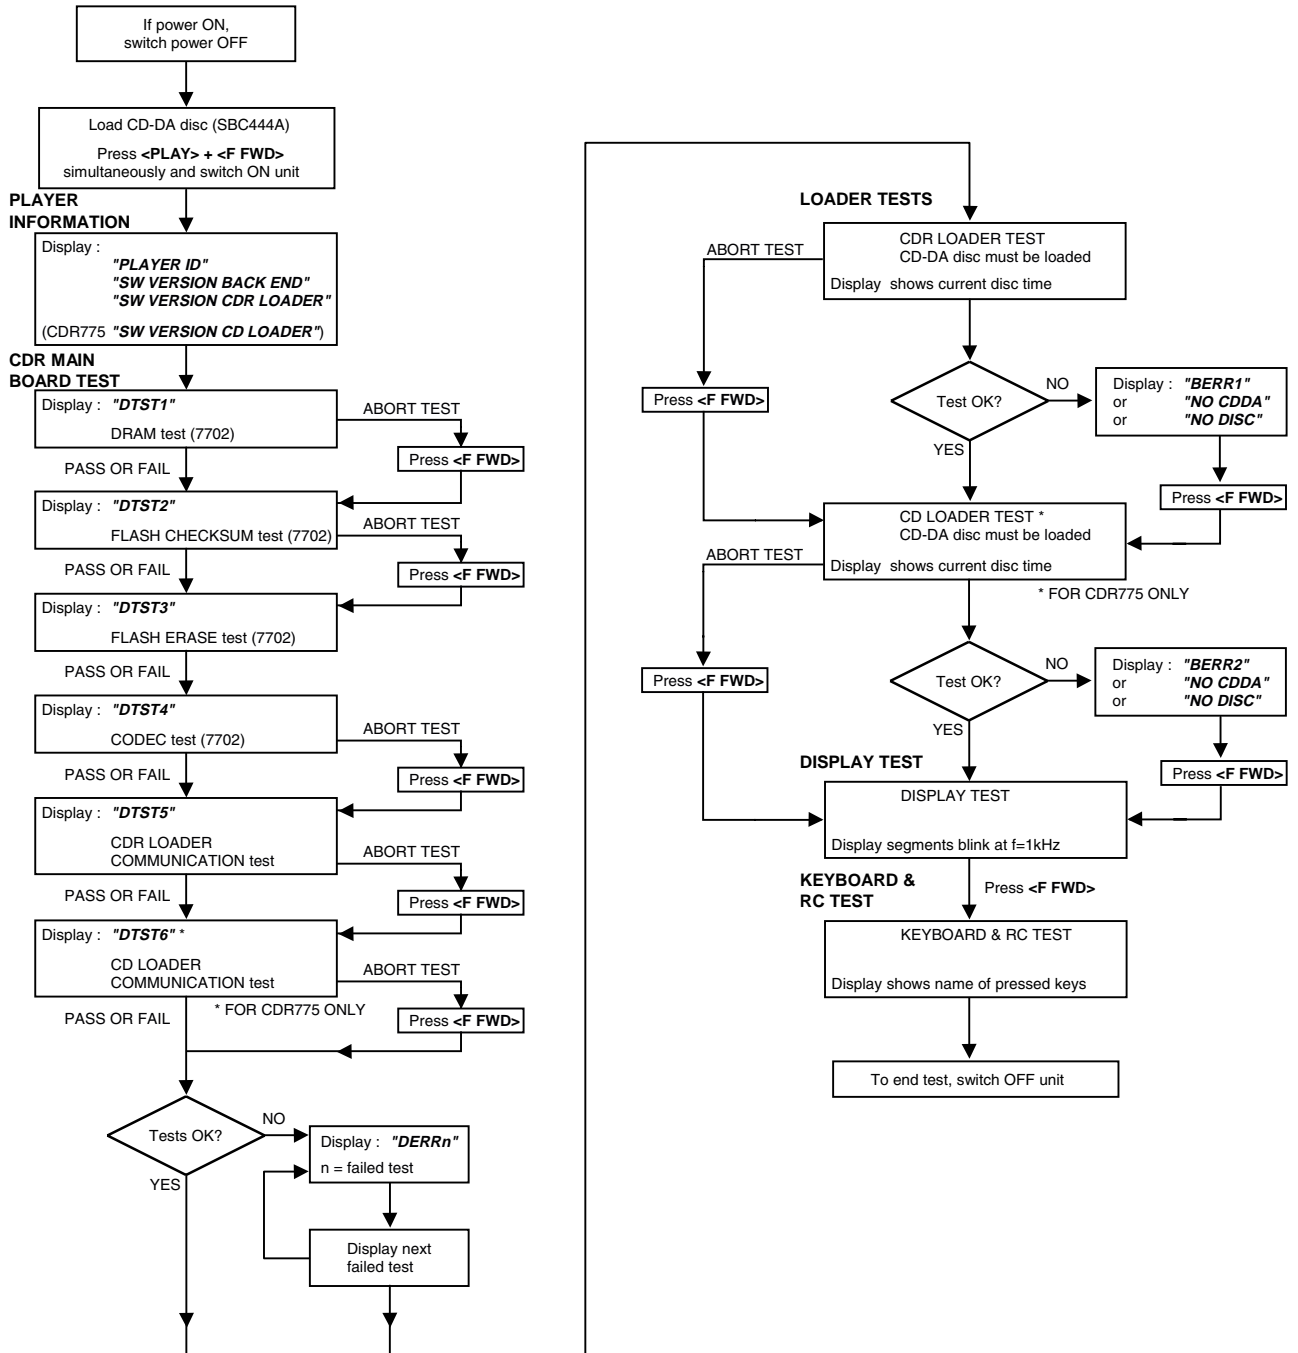 If power ON,
switch power OFF
Load CD-DA disc (SBC444A)
Press <PLAY> + <F FWD>
simultaneously and switch ON unit
PLAYER
INFORMATION
Display :
"PLAYER ID"
"SW VERSION BACK END"
"SW VERSION CDR LOADER"
(CDR775 "SW VERSION CD LOADER")
CDR MAIN
BOARD TEST
Display : "DTST1"
DRAM test (7702)
ABORT TEST
Press <F FWD>
PASS OR FAIL
Display : "DTST2"
FLASH CHECKSUM test (7702)
ABORT TEST
Press <F FWD>
PASS OR FAIL
Display : "DTST3"
FLASH ERASE test (7702)
PASS OR FAIL
Display : "DTST4"
CODEC test (7702)
ABORT TEST
Press <F FWD>
PASS OR FAIL
Display : "DTST5"
CDR LOADER
COMMUNICATION test
ABORT TEST
Press <F FWD>
PASS OR FAIL
Display : "DTST6" *
CD LOADER
COMMUNICATION test
ABORT TEST
* FOR CDR775 ONLY
Press <F FWD>
PASS OR FAIL
Tests OK?
NO
YES
Display : "DERRn"
n = failed test
Display next
failed test
LOADER TESTS
CDR LOADER TEST
CD-DA disc must be loaded
Display shows current disc time
ABORT TEST
Press <F FWD>
Test OK?
NO
YES
Display : "BERR1"
or "NO CDDA"
or "NO DISC"
Press <F FWD>
CD LOADER TEST *
CD-DA disc must be loaded
Display shows current disc time
* FOR CDR775 ONLY
ABORT TEST
Press <F FWD>
Test OK?
NO
YES
Display : "BERR2"
or "NO CDDA"
or "NO DISC"
Press <F FWD>
DISPLAY TEST
DISPLAY TEST
Display segments blink at f=1kHz
KEYBOARD &
RC TEST
Press <F FWD>
KEYBOARD & RC TEST
Display shows name of pressed keys
To end test, switch OFF unit